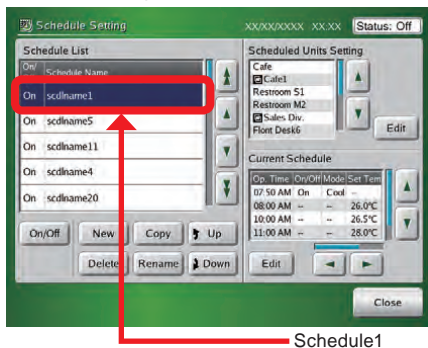 Schedule Setting
XX/XX/XXXX XX:XX
Status: Off
Schedule List
On/
Schedule Name
On scdlname1
On scdlname5
On scdlname11
On scdlname4
On scdlname20
On/Off New Copy Up
Delete Rename Down
Scheduled Units Setting
Cafe
Cafe1
Restroom S1
Restroom M2
Sales Div.
Flont Desk6
Edit
Current Schedule
Op. Time On/Off Mode Set Tem
07:50 AM On Cool --
08:00 AM -- -- 26.0°C
10:00 AM -- -- 26.5°C
11:00 AM -- -- 28.0°C
Edit
Close
Schedule1